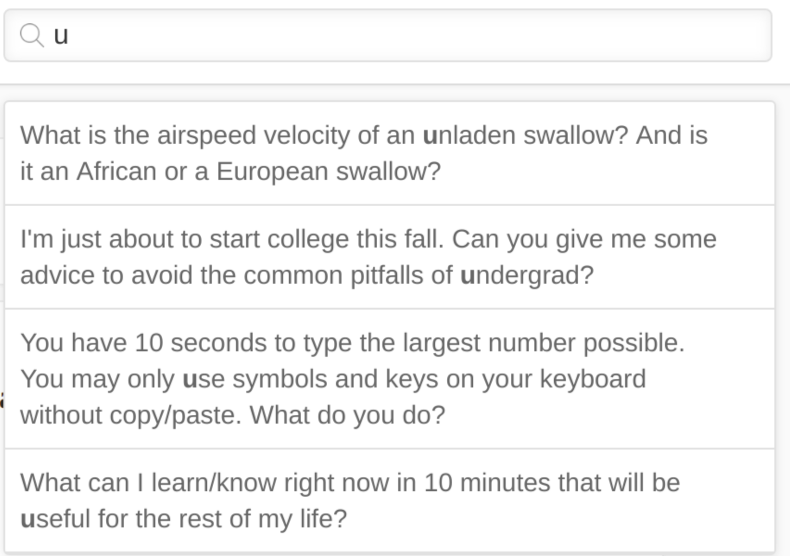 u
What is the airspeed velocity of an unladen swallow? And is
it an African or a European swallow?
I'm just about to start college this fall. Can you give me some
advice to avoid the common pitfalls of undergrad?
You have 10 seconds to type the largest number possible.
You may only use symbols and keys on your keyboard
without copy/paste. What do you do?
What can I learn/know right now in 10 minutes that will be
useful for the rest of my life?